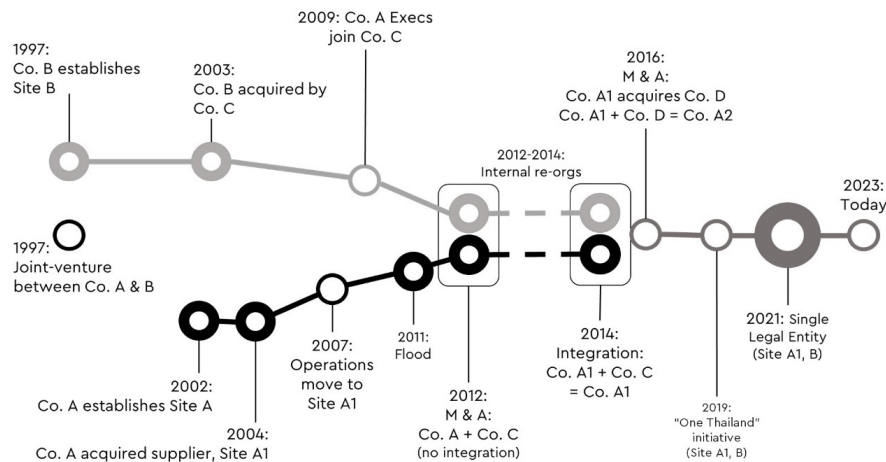 1997:
Co. B establishes
Site B
2003:
Co. B acquired by
Co. C
2009: Co. A Execs
join Co. C
2012-2014:
Internal re-orgs
2016:
M & A:
Co. A1 acquires Co. D
Co. A1 + Co. D = Co. A2
2023:
Today
1997:
Joint-venture
between Co. A & B
2002:
Co. A establishes Site A
2004:
Co. A acquired supplier, Site A1
2007:
Operations
move to
Site A1
2011:
Flood
2012:
M & A:
Co. A + Co. C
(no integration)
2014:
Integration:
Co. A1 + Co. C
= Co. A1
2019:
"One Thailand"
initiative
(Site A1, B)
2021: Single
Legal Entity
(Site A1, B)